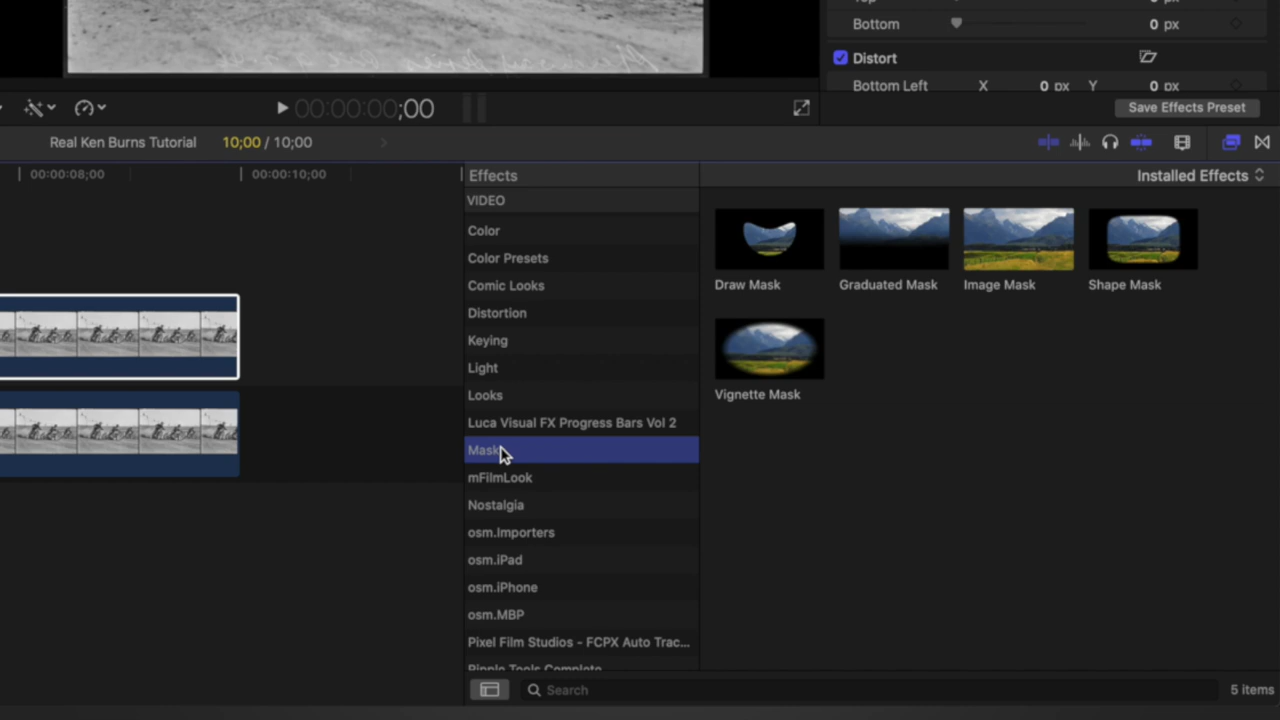 Bottom 0 px
Distort
Bottom Left X 0 px Y 0 px
00:00:00;00
Save Effects Preset
Real Ken Burns Tutorial 10;00 / 10;00
00:00:08;00 00:00:10;00
Effects
Installed Effects
VIDEO
Color
Color Presets
Comic Looks
Distortion
Keying
Light
Looks
Luca Visual FX Progress Bars Vol 2
Mask
mFilmLook
Nostalgia
osm.Importers
osm.iPad
osm.iPhone
osm.MBP
Pixel Film Studios - FCPX Auto Trac...
Ripple Tools Complete
Draw Mask
Graduated Mask
Image Mask
Shape Mask
Vignette Mask
Search
5 items